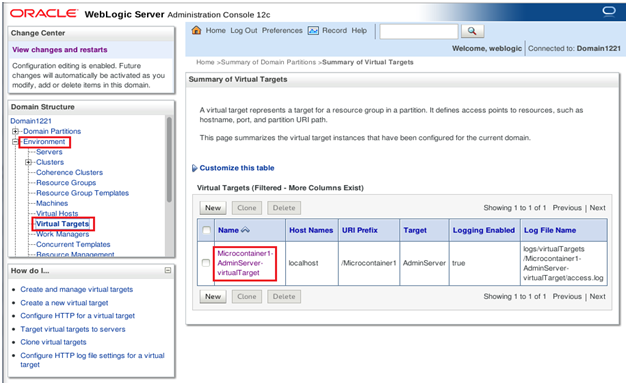 ORACLE WebLogic Server Administration Console 12c
Change Center
View changes and restarts
Configuration editing is enabled. Future
changes will automatically be activated as you
modify, add or delete items in this domain.
Domain Structure
Domain1221
Domain Partitions
Environment
Servers
Clusters
Coherence Clusters
Resource Groups
Resource Group Templates
Machines
Virtual Hosts
Virtual Targets
Work Managers
Concurrent Templates
Resource Management
How do I...
Create and manage virtual targets
Create a new virtual target
Configure HTTP for a virtual target
Target virtual targets to servers
Clone virtual targets
Configure HTTP log file settings for a virtual
target
Home Log Out Preferences Record Help
Welcome, weblogic Connected to: Domain1221
Home >Summary of Domain Partitions >Summary of Virtual Targets
Summary of Virtual Targets
A virtual target represents a target for a resource group in a partition. It defines access points to resources, such as
hostname, port, and partition URI path.
This page summarizes the virtual target instances that have been configured for the current domain.
Customize this table
Virtual Targets (Filtered - More Columns Exist)
New Clone Delete Showing 1 to 1 of 1 Previous | Next
Name Host Names URI Prefix Target Logging Enabled Log File Name
Microcontainer1-
AdminServer-
virtualTarget
localhost
/Microcontainer1
AdminServer
true
logs/virtualTargets
/Microcontainer1-
AdminServer-
virtualTarget/access.log
New Clone Delete Showing 1 to 1 of 1 Previous | Next